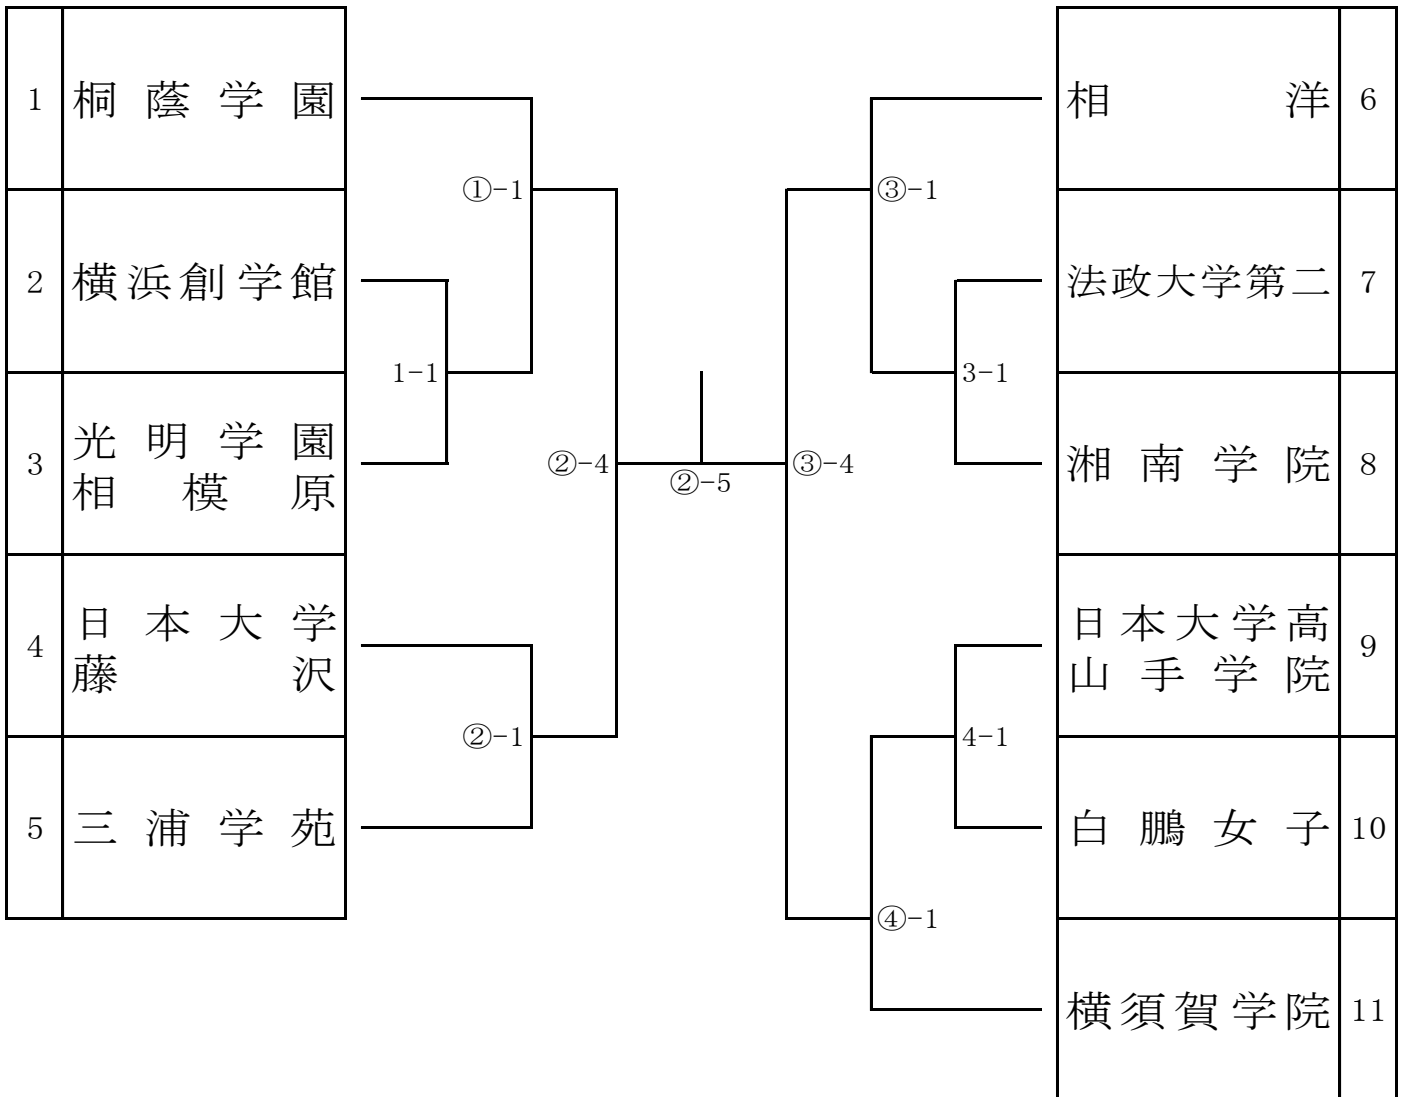 1 桐蔭学園
2 横浜創学館
3 光明学園
相模原
4 日本大学
藤沢
5 三浦学苑
①-1
1-1
②-4
②-1
②-5
③-1
3-1
③-4
4-1
④-1
相洋 6
法政大学第二 7
湘南学院 8
日本大学高 9
山手学院
白鵬女子 10
横須賀学院 11